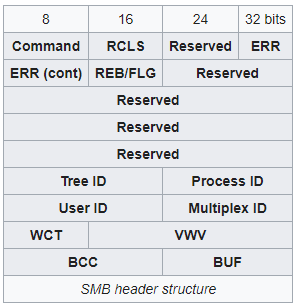 8 16 24 32 bits
Command RCLS Reserved ERR
ERR (cont) REB/FLG Reserved
Reserved
Reserved
Reserved
Tree ID Process ID
User ID Multiplex ID
WCT VWV
BCC BUF
SMB header structure